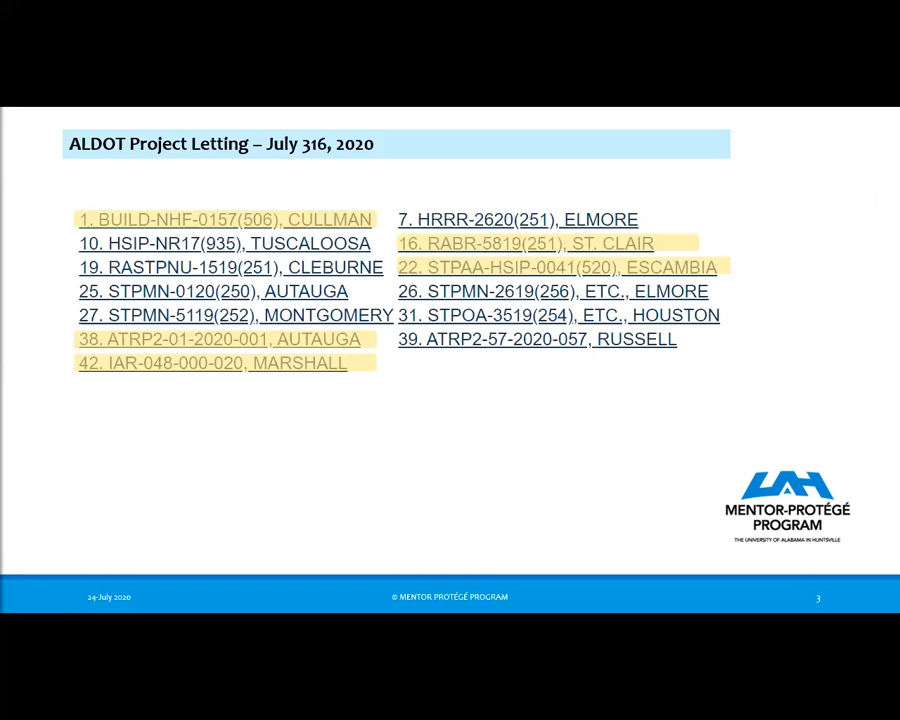 ALDOT Project Letting – July 316, 2020
1. BUILD-NHF-0157(506), CULLMAN
7. HRRR-2620(251), ELMORE
10. HSIP-NR17(935), TUSCALOOSA
16. RABR-5819(251), ST. CLAIR
19. RASTPNU-1519(251), CLEBURNE
22. STPAA-HSIP-0041(520), ESCAMBIA
25. STPMN-0120(250), AUTAUGA
26. STPMN-2619(256), ETC., ELMORE
27. STPMN-5119(252), MONTGOMERY
31. STPOA-3519(254), ETC., HOUSTON
38. ATRP2-01-2020-001, AUTAUGA
39. ATRP2-57-2020-057, RUSSELL
42. IAR-048-000-020, MARSHALL
UAH
MENTOR-PROTÉGÉ
PROGRAM
THE UNIVERSITY OF ALABAMA IN HUNTSVILLE
24-July 2020
© MENTOR PROTÉGÉ PROGRAM
3